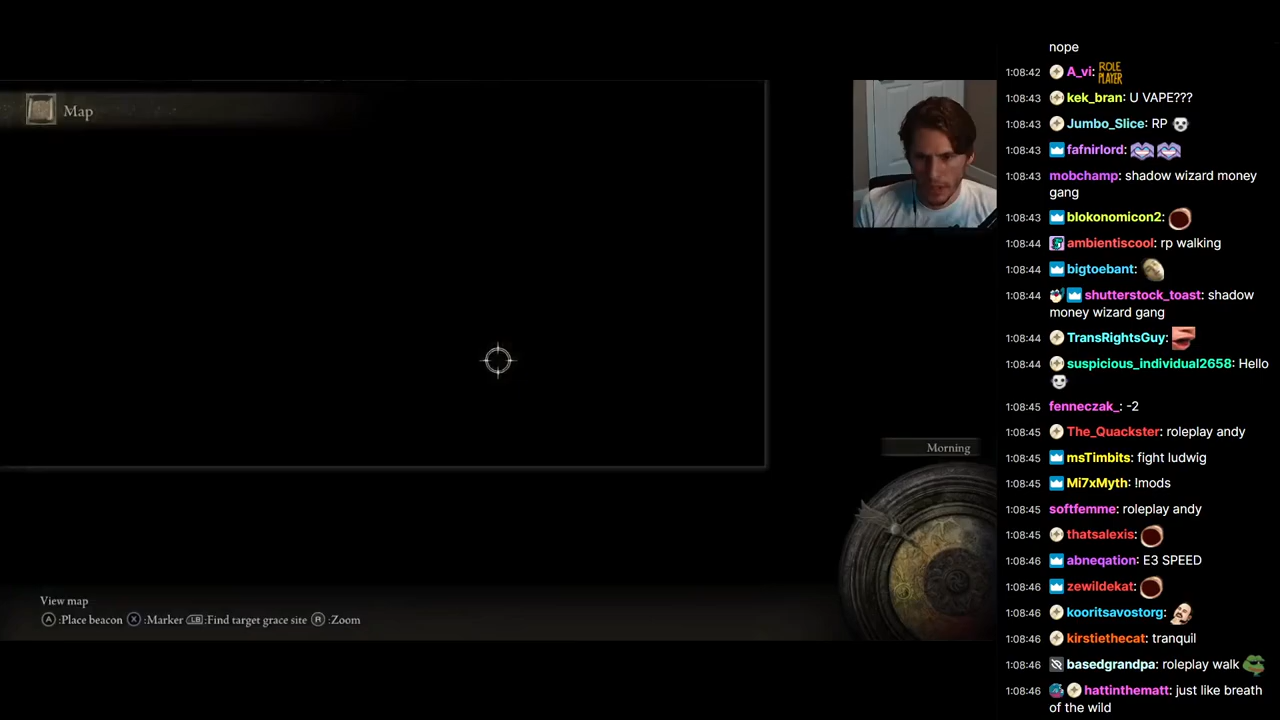 Map
Morning
View map
A :Place beacon X :Marker LB :Find target grace site R :Zoom
nope
1:08:42 A_vi: ROLE PLAYER
1:08:43 kek_bran: U VAPE???
1:08:43 Jumbo_Slice: RP
1:08:43 fafnirlord:
1:08:43 mobchamp: shadow wizard money
gang
1:08:43 blokonomicon2:
1:08:44 ambientiscool: rp walking
1:08:44 bigtoebant:
1:08:44 shutterstock_toast: shadow
money wizard gang
1:08:44 TransRightsGuy:
1:08:44 suspicious_individual2658: Hello
1:08:45 fenneczak_: -2
1:08:45 The_Quackster: roleplay andy
1:08:45 msTimbits: fight ludwig
1:08:45 Mi7xMyth: !mods
1:08:45 softfemme: roleplay andy
1:08:45 thatsalexis:
1:08:46 abneqation: E3 SPEED
1:08:46 zewildekat:
1:08:46 kooritsavostorg:
1:08:46 kirstiethecat: tranquil
1:08:46 basedgrandpa: roleplay walk
1:08:46 hattinthematt: just like breath
of the wild